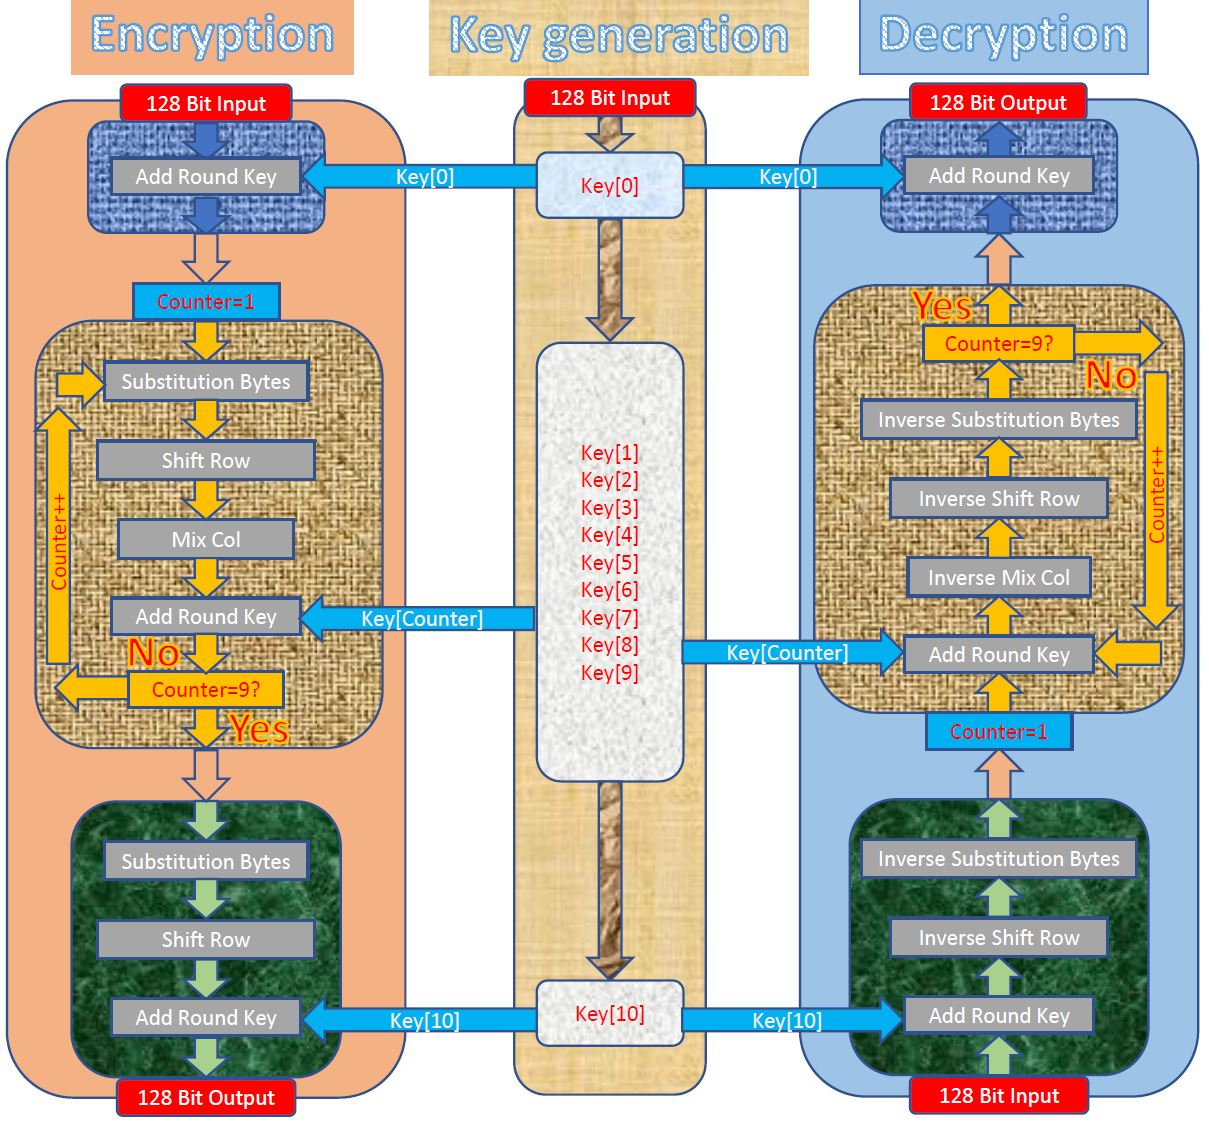 Encryption
128 Bit Input
Add Round Key
Counter=1
Substitution Bytes
Shift Row
Mix Col
Add Round Key
No
Counter=9?
Yes
Counter++
Substitution Bytes
Shift Row
Add Round Key
128 Bit Output
Key generation
128 Bit Input
Key[0]
Key[0]
Key[0]
Key[1]
Key[2]
Key[3]
Key[4]
Key[5]
Key[6]
Key[7]
Key[8]
Key[9]
Key[Counter]
Key[Counter]
Key[10]
Key[10]
Key[10]
Decryption
128 Bit Output
Add Round Key
Yes
Counter=9?
No
Inverse Substitution Bytes
Counter++
Inverse Shift Row
Inverse Mix Col
Add Round Key
Counter=1
Inverse Substitution Bytes
Inverse Shift Row
Add Round Key
128 Bit Input